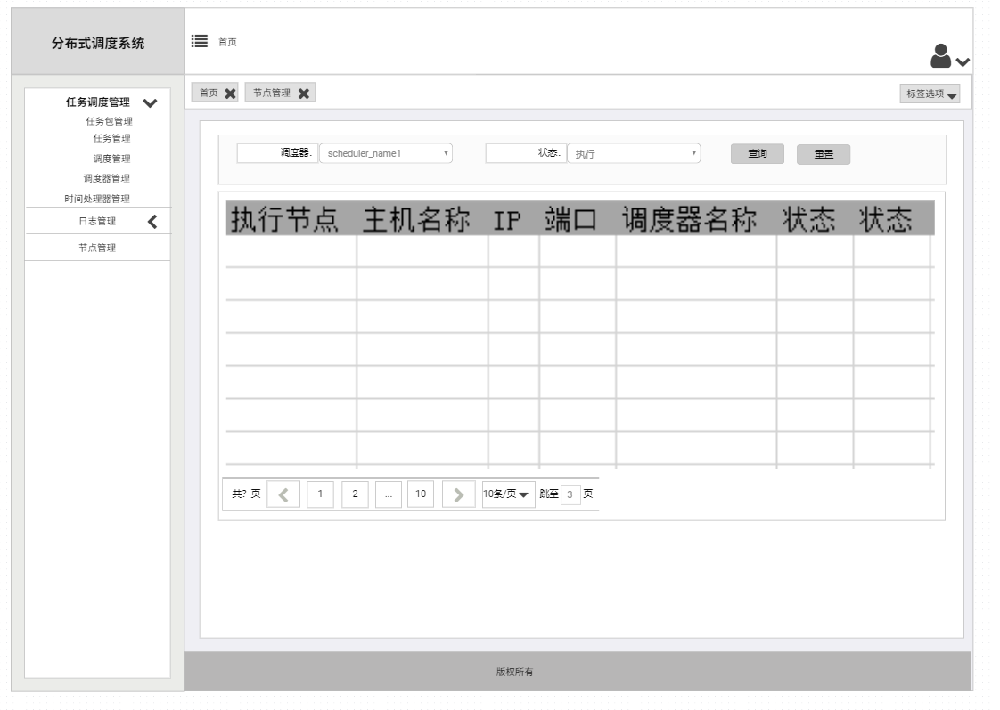 分布式调度系统
首页
任务调度管理
任务包管理
任务管理
调度管理
调度器管理
时间处理器管理
日志管理
节点管理
首页 节点管理 标签选项
调度器: scheduler_name1 状态: 执行 查询 重置
执行节点 主机名称 IP 端口 调度器名称 状态 状态
共? 页 1 2 ... 10 10条/页 跳至 3 页
版权所有